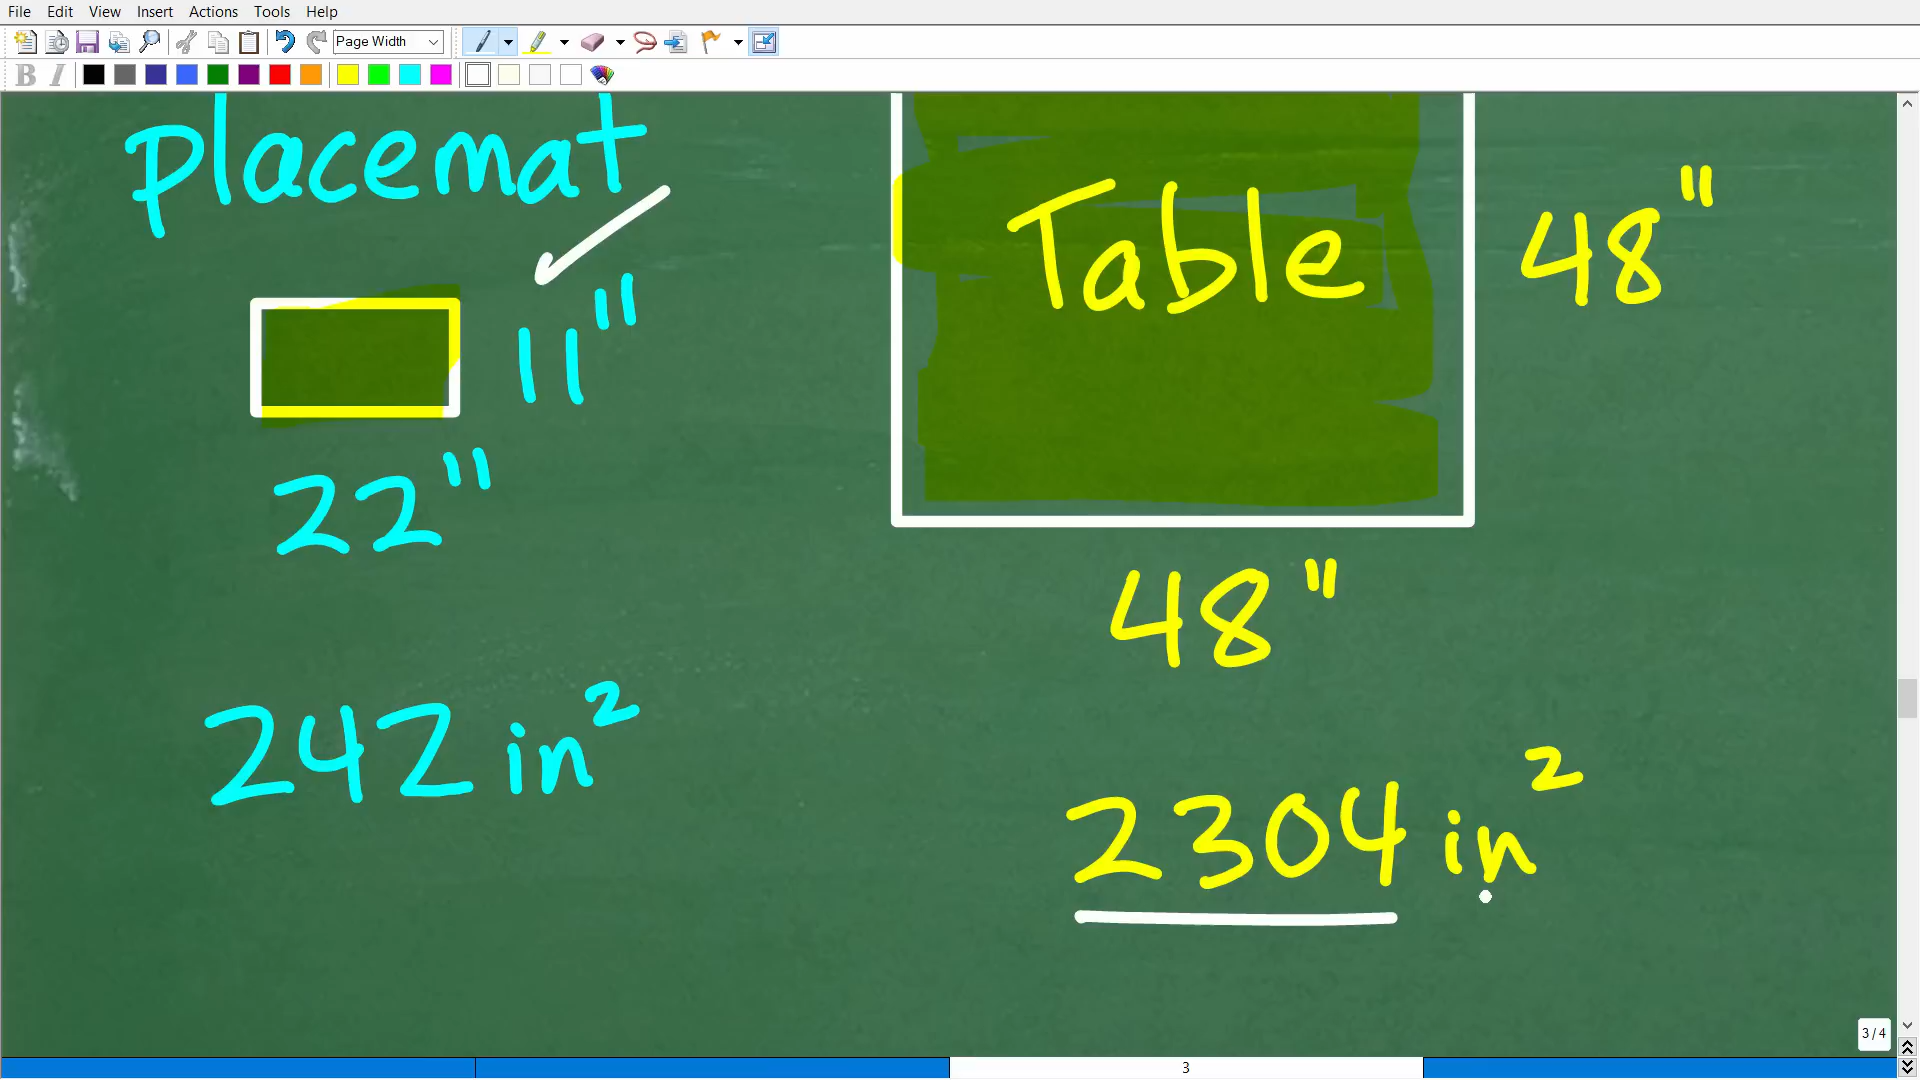 File Edit View Insert Actions Tools Help
Page Width
B I
placemat
11"
22"
242 in²
Table
48"
48"
2304 in²
3/4
3